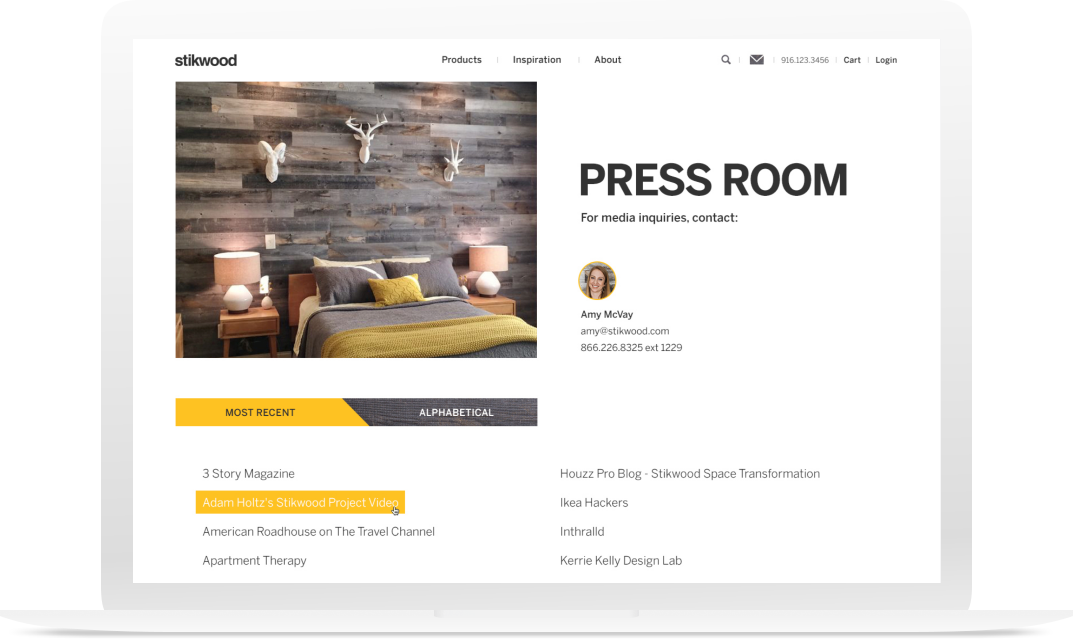 stikwood
Products
Inspiration
About
916.123.3456
Cart
Login
PRESS ROOM
For media inquiries, contact:
Amy McVay
amy@stikwood.com
866.226.8325 ext 1229
MOST RECENT
ALPHABETICAL
3 Story Magazine
Adam Holtz's Stikwood Project Video
American Roadhouse on The Travel Channel
Apartment Therapy
Houzz Pro Blog - Stikwood Space Transformation
Ikea Hackers
Inthralld
Kerrie Kelly Design Lab